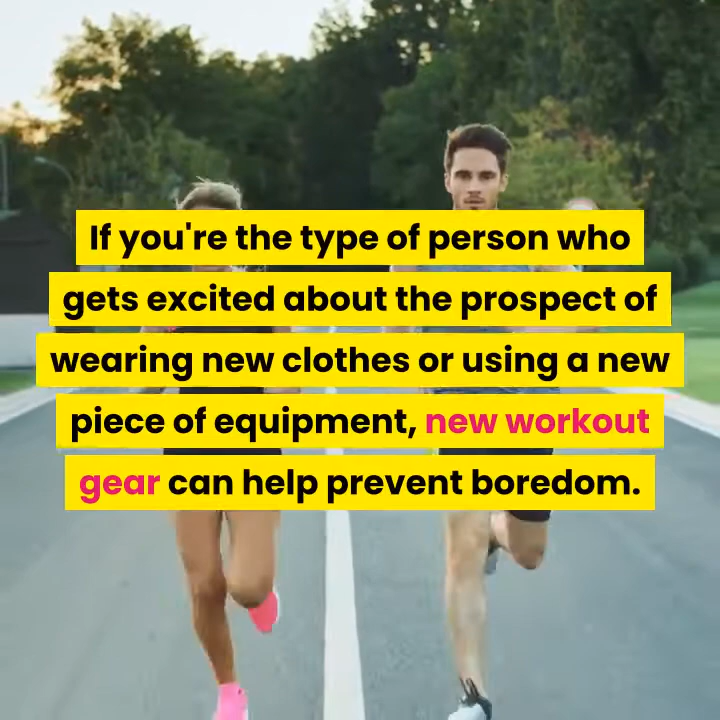 If you're the type of person who
gets excited about the prospect of
wearing new clothes or using a new
piece of equipment, new workout
gear can help prevent boredom.